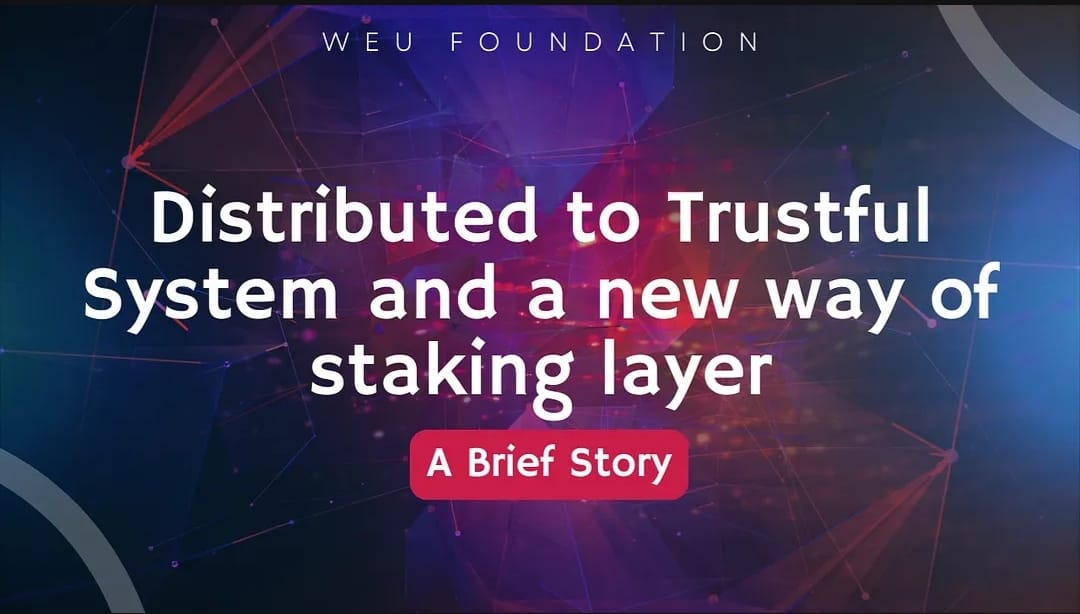 WEU FOUNDATION
Distributed to Trustful
System and a new way of
staking layer
A Brief Story